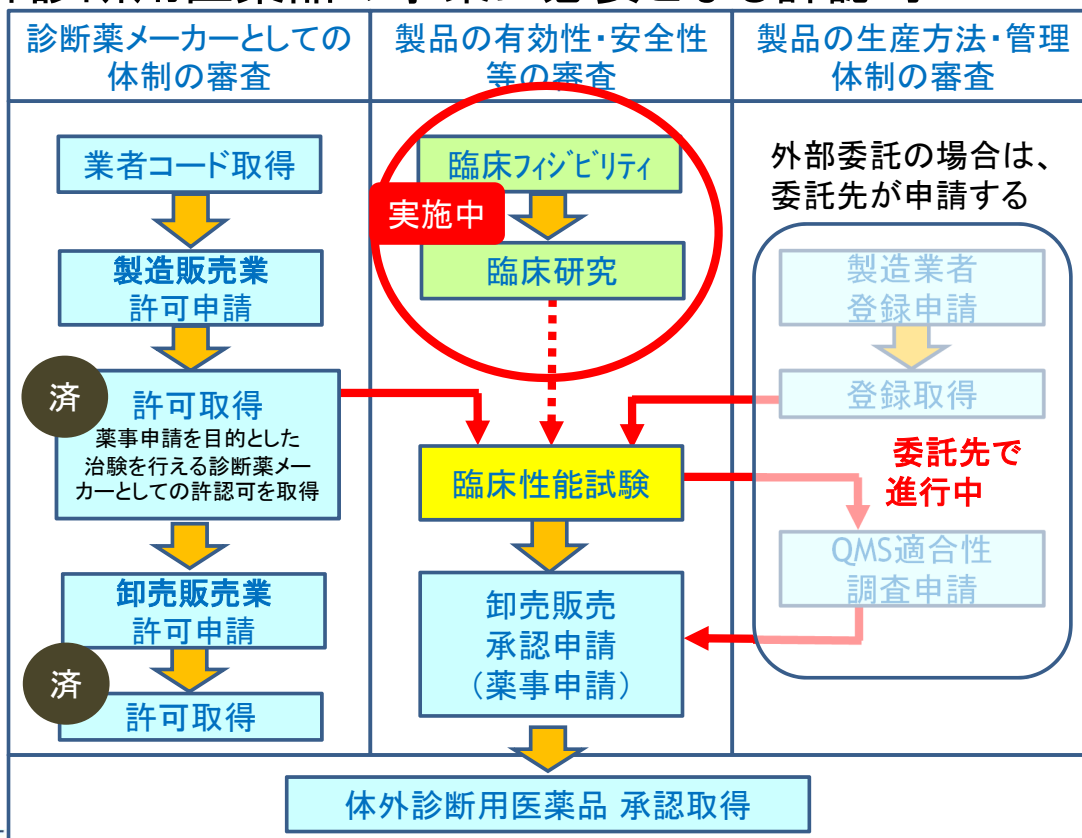 診断薬メーカーとしての
体制の審査
業者コード取得
製造販売業
許可申請
済
許可取得
薬事申請を目的とした
治験を行える診断薬メー
カーとしての許認可を取得
卸売販売業
許可申請
済
許可取得
製品の有効性・安全性
等の審査
臨床フィジビリティ
実施中
臨床研究
臨床性能試験
卸売販売
承認申請
（薬事申請）
製品の生産方法・管理
体制の審査
外部委託の場合は、
委託先が申請する
製造業者
登録申請
登録取得
委託先で
進行中
QMS適合性
調査申請
体外診断用医薬品 承認取得